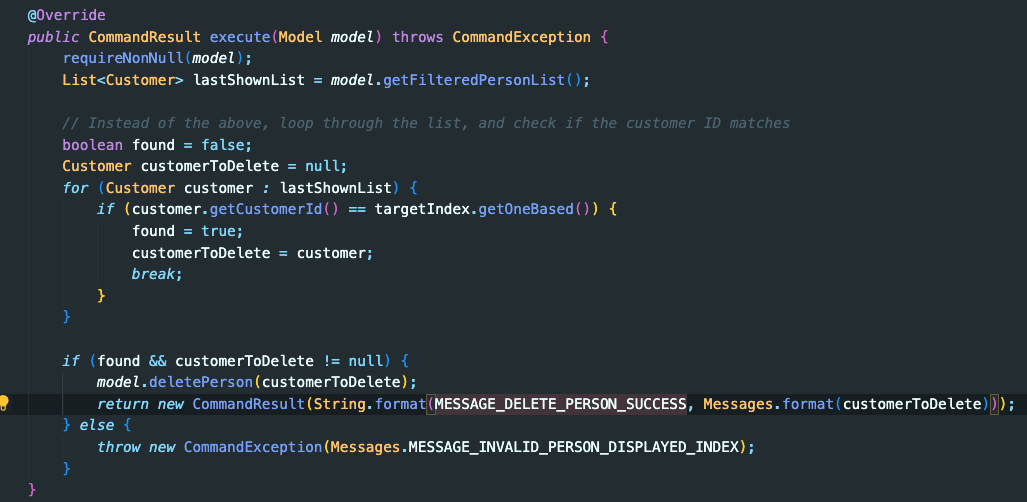 @Override
public CommandResult execute(Model model) throws CommandException {
    requireNonNull(model);
    List<Customer> lastShownList = model.getFilteredPersonList();

    // Instead of the above, loop through the list, and check if the customer ID matches
    boolean found = false;
    Customer customerToDelete = null;
    for (Customer customer : lastShownList) {
        if (customer.getCustomerId() == targetIndex.getOneBased()) {
            found = true;
            customerToDelete = customer;
            break;
        }
    }

    if (found && customerToDelete != null) {
        model.deletePerson(customerToDelete);
        return new CommandResult(String.format(MESSAGE_DELETE_PERSON_SUCCESS, Messages.format(customerToDelete)));
    } else {
        throw new CommandException(Messages.MESSAGE_INVALID_PERSON_DISPLAYED_INDEX);
    }
}